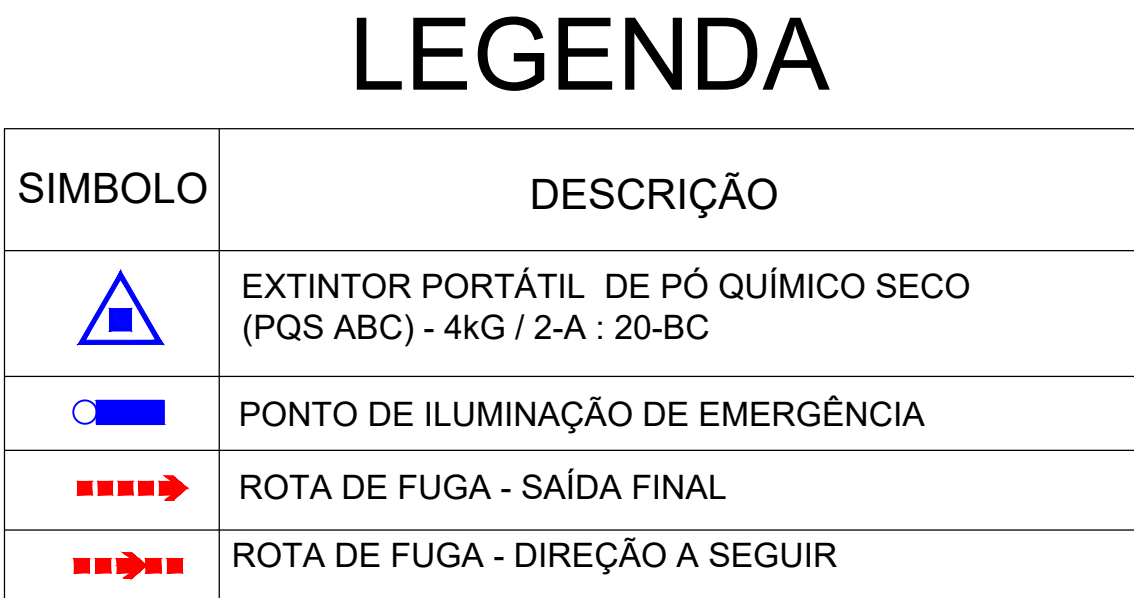 LEGENDA
SIMBOLO
DESCRIÇÃO
EXTINTOR PORTÁTIL DE PÓ QUÍMICO SECO
(PQS ABC) - 4kG / 2-A : 20-BC
PONTO DE ILUMINAÇÃO DE EMERGÊNCIA
ROTA DE FUGA - SAÍDA FINAL
ROTA DE FUGA - DIREÇÃO A SEGUIR